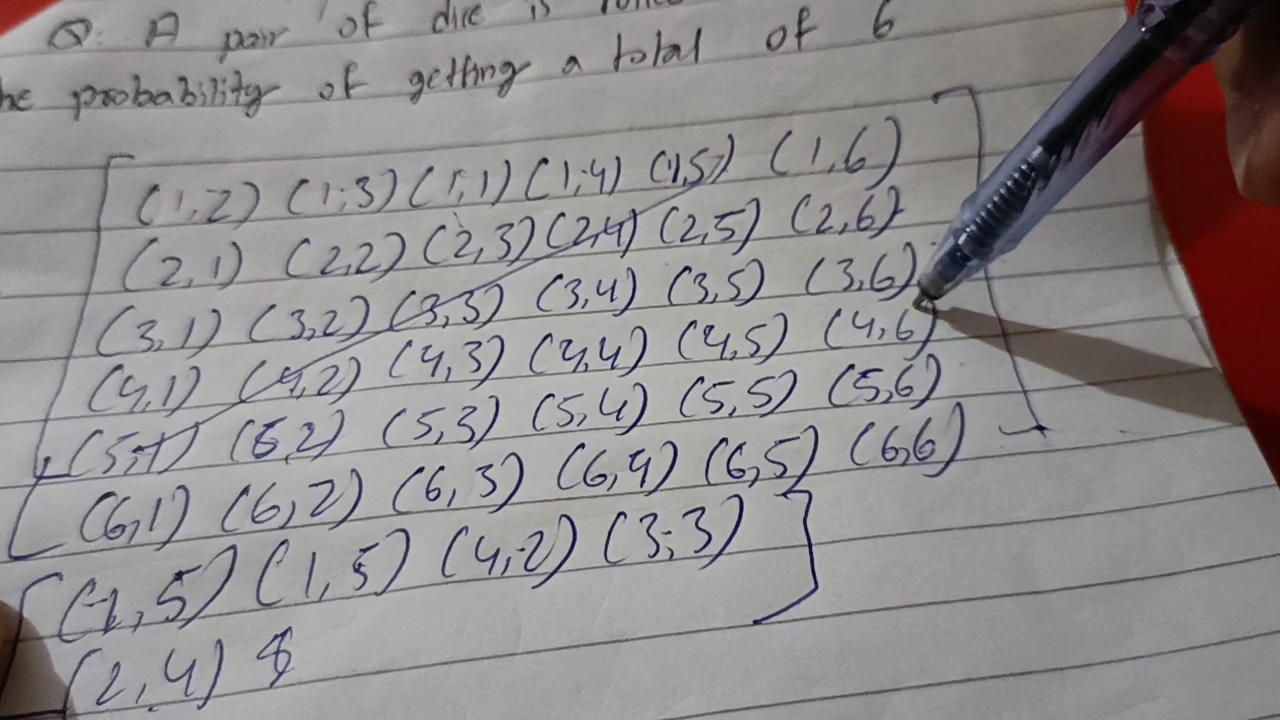 Q. A pair of dice is
he probability of getting a total of 6
(1,2) (1,3) (1,1) (1,4) (1,5) (1,6)
(2,1) (2,2) (2,3) (2,4) (2,5) (2,6)
(3,1) (3,2) (3,3) (3,4) (3,5) (3,6)
(4,1) (4,2) (4,3) (4,4) (4,5) (4,6)
(5,1) (5,2) (5,3) (5,4) (5,5) (5,6)
(6,1) (6,2) (6,3) (6,4) (6,5) (6,6)
(1,5) (1,5) (4,2) (3,3)
(2,4)